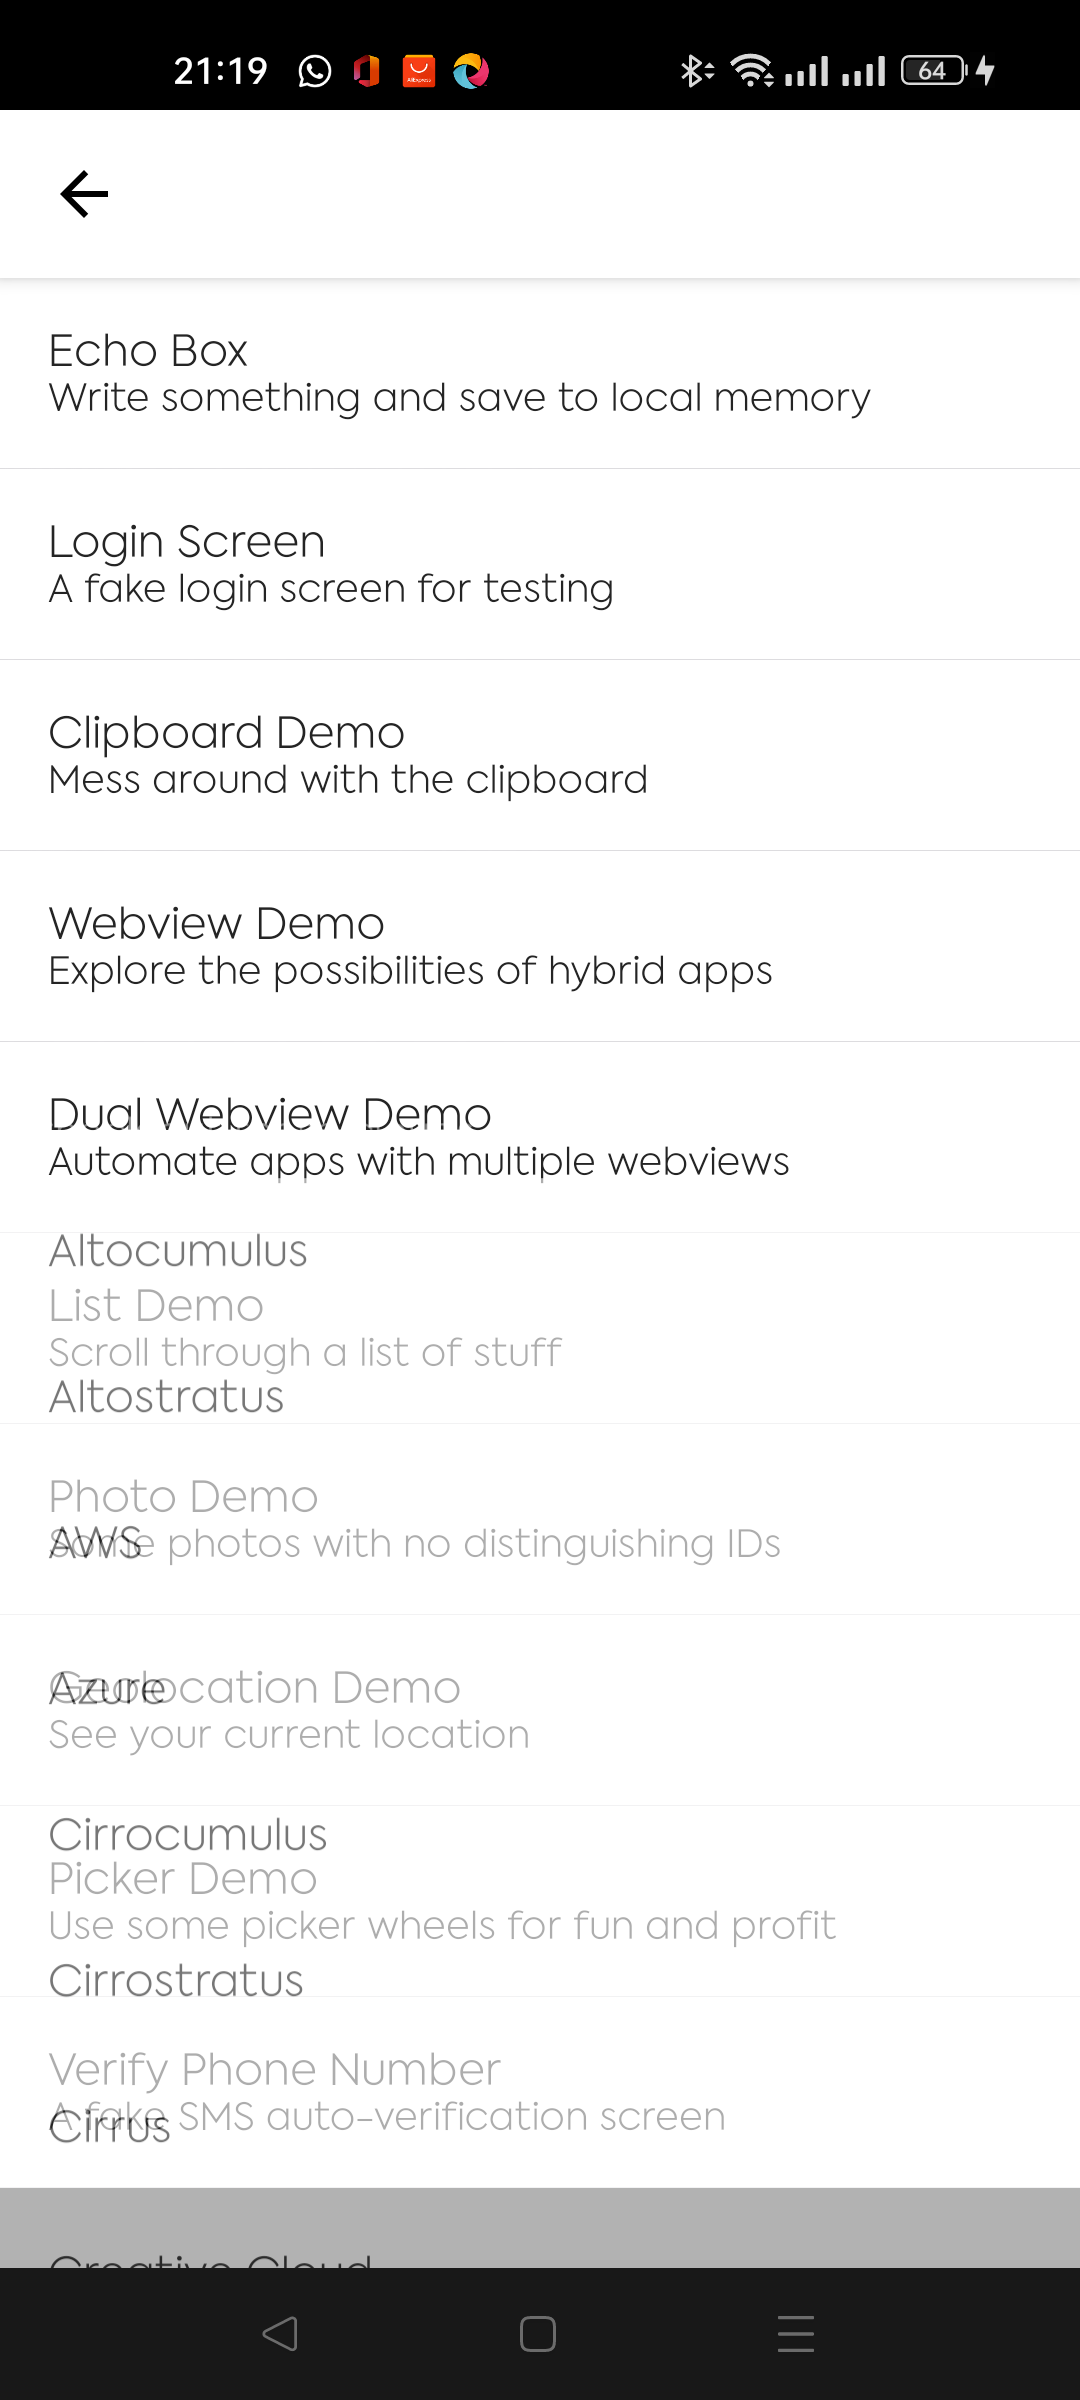 21:19
64
Echo Box
Write something and save to local memory
Login Screen
A fake login screen for testing
Clipboard Demo
Mess around with the clipboard
Webview Demo
Explore the possibilities of hybrid apps
Dual Webview Demo
Automate apps with multiple webviews
Altocumulus
List Demo
Scroll through a list of stuff
Altostratus
Photo Demo
AWS
Some photos with no distinguishing IDs
Azure
Geolocation Demo
See your current location
Cirrocumulus
Picker Demo
Use some picker wheels for fun and profit
Cirrostratus
Verify Phone Number
A fake SMS auto-verification screen
Cirrus
Creative Cloud